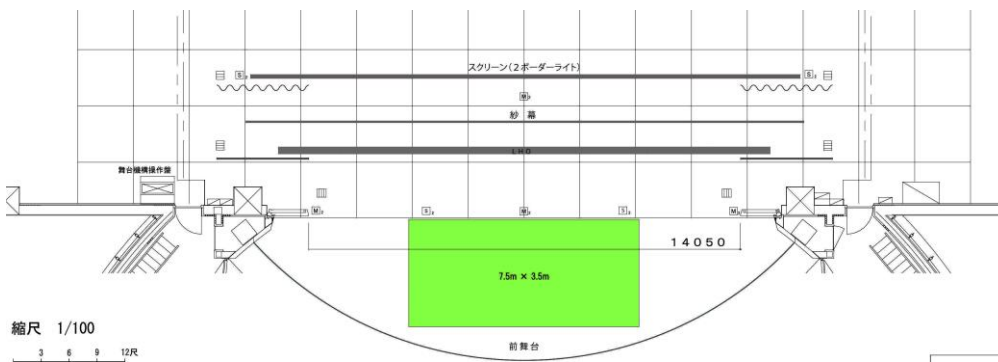 スクリーン(2ボーダーライト)
S S
M
紗 幕
LHQ
舞台機構操作盤
M S M S M
14050
7.5m × 3.5m
縮尺 1/100
3 6 9 12尺
前舞台